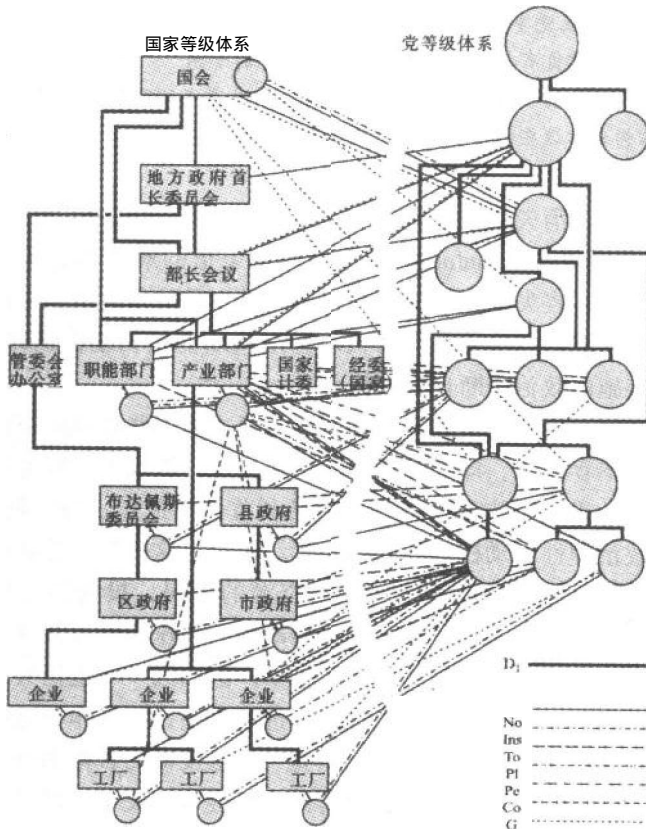 国家等级体系
党等级体系
国会
地方政府首
长委员会
部长会议
管委会
办公室
职能部门
产业部门
国家
计委
经委
(国家)
布达佩斯
委员会
县政府
区政府
市政府
企业
企业
企业
工厂
工厂
工厂
No
Ins
To
Pl
Pe
Co
G